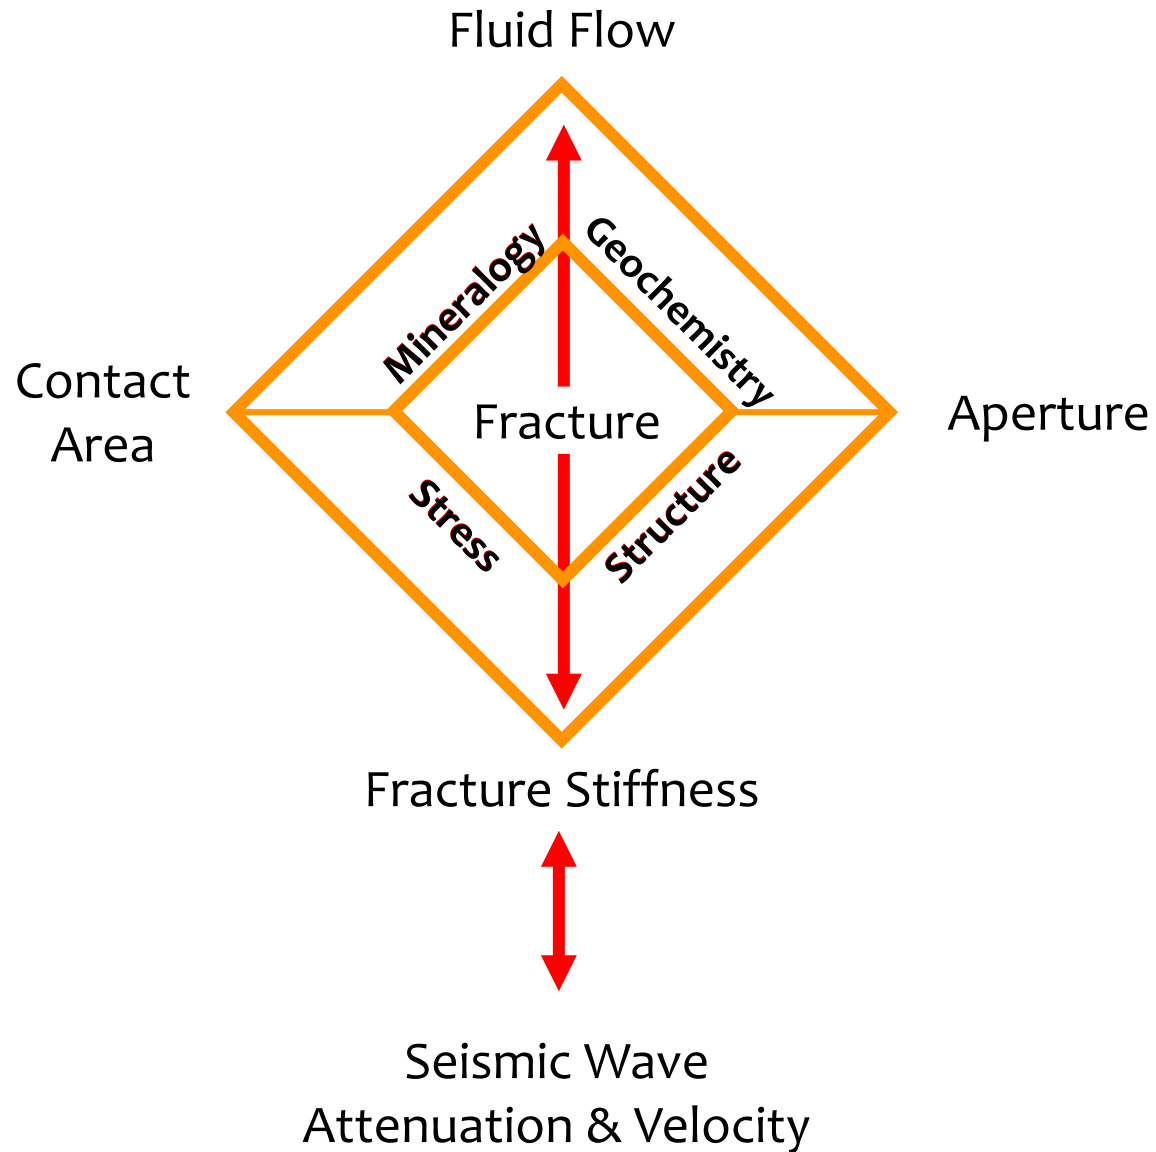 Fluid Flow
Mineralogy
Geochemistry
Contact
Area
Fracture
Aperture
Stress
Structure
Fracture Stiffness
Seismic Wave
Attenuation & Velocity